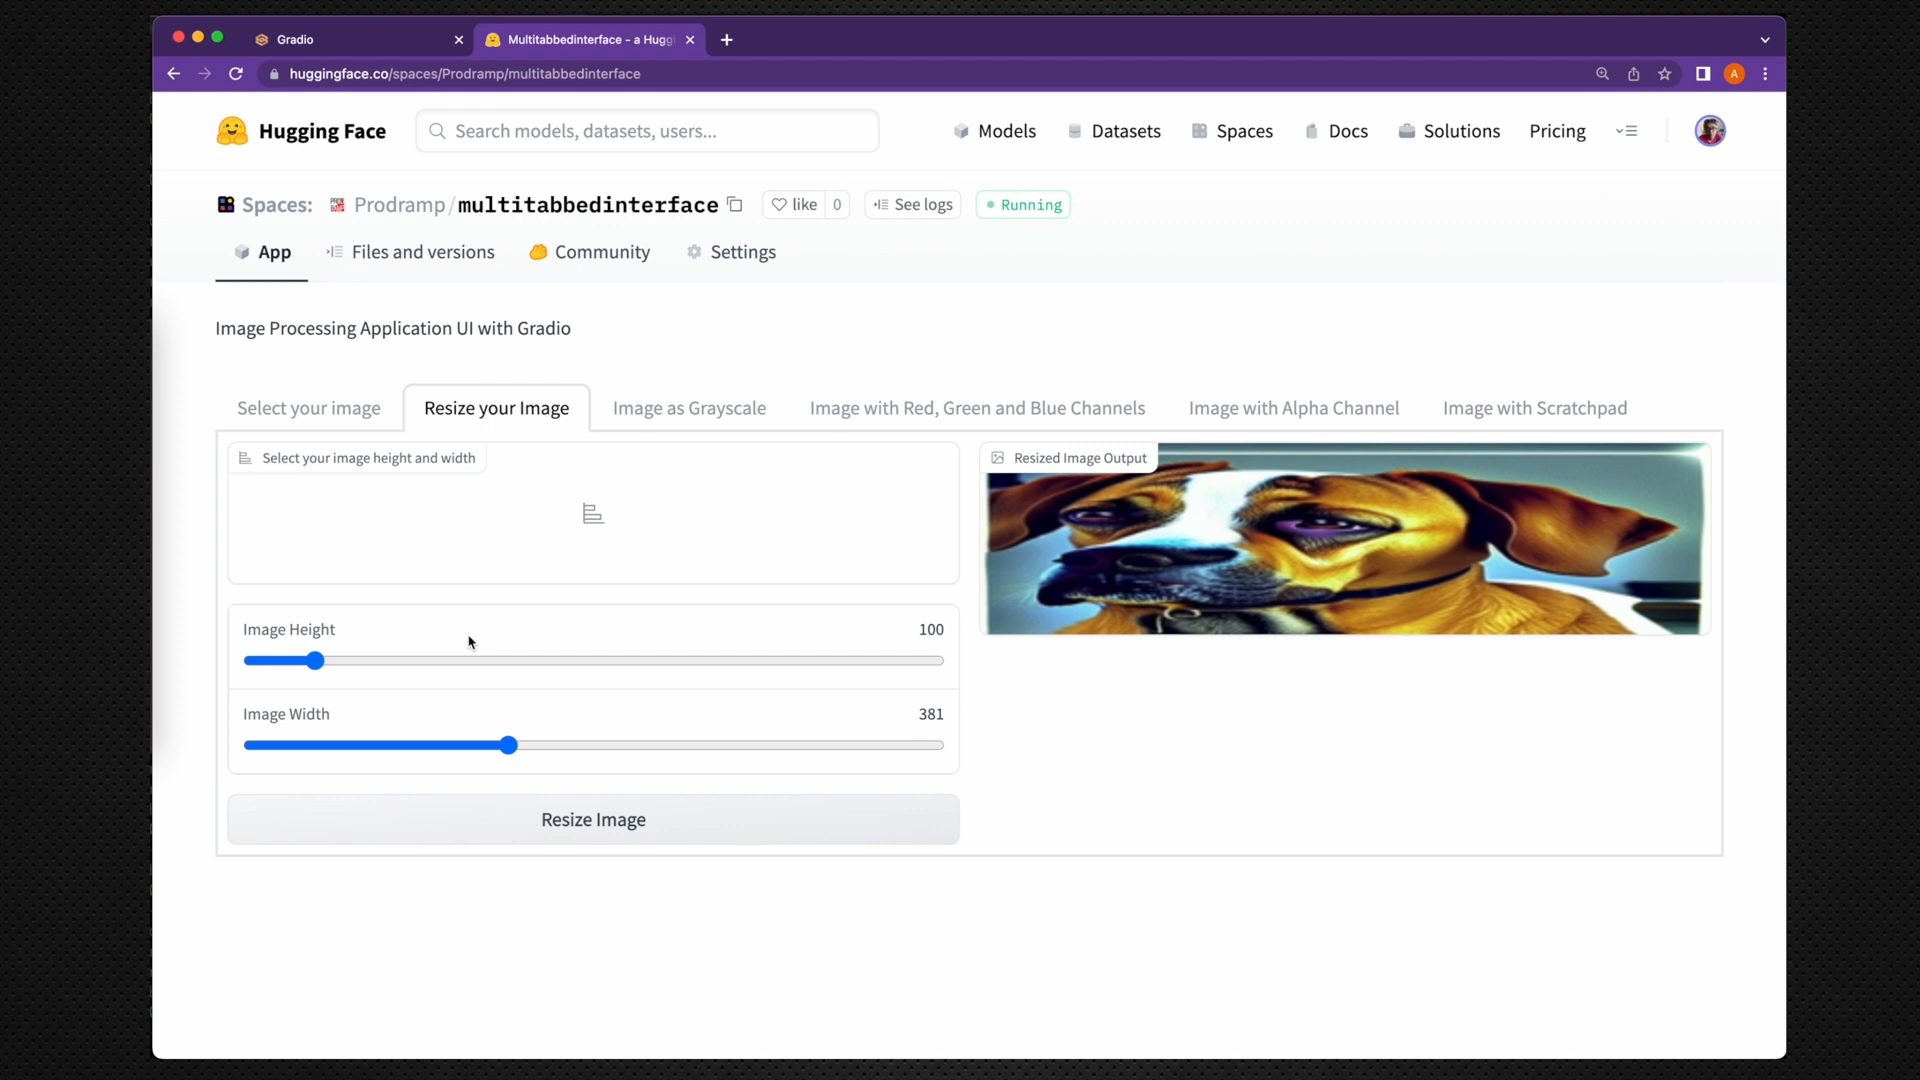 Gradio
Multitabbedinterface - a Hugg
huggingface.co/spaces/Prodramp/multitabbedinterface
A
Hugging Face
Search models, datasets, users...
Models
Datasets
Spaces
Docs
Solutions
Pricing
Spaces:
Prodramp/multitabbedinterface
like 0
See logs
Running
App
Files and versions
Community
Settings
Image Processing Application UI with Gradio
Select your image
Resize your Image
Image as Grayscale
Image with Red, Green and Blue Channels
Image with Alpha Channel
Image with Scratchpad
Select your image height and width
Resized Image Output
Image Height 100
Image Width 381
Resize Image